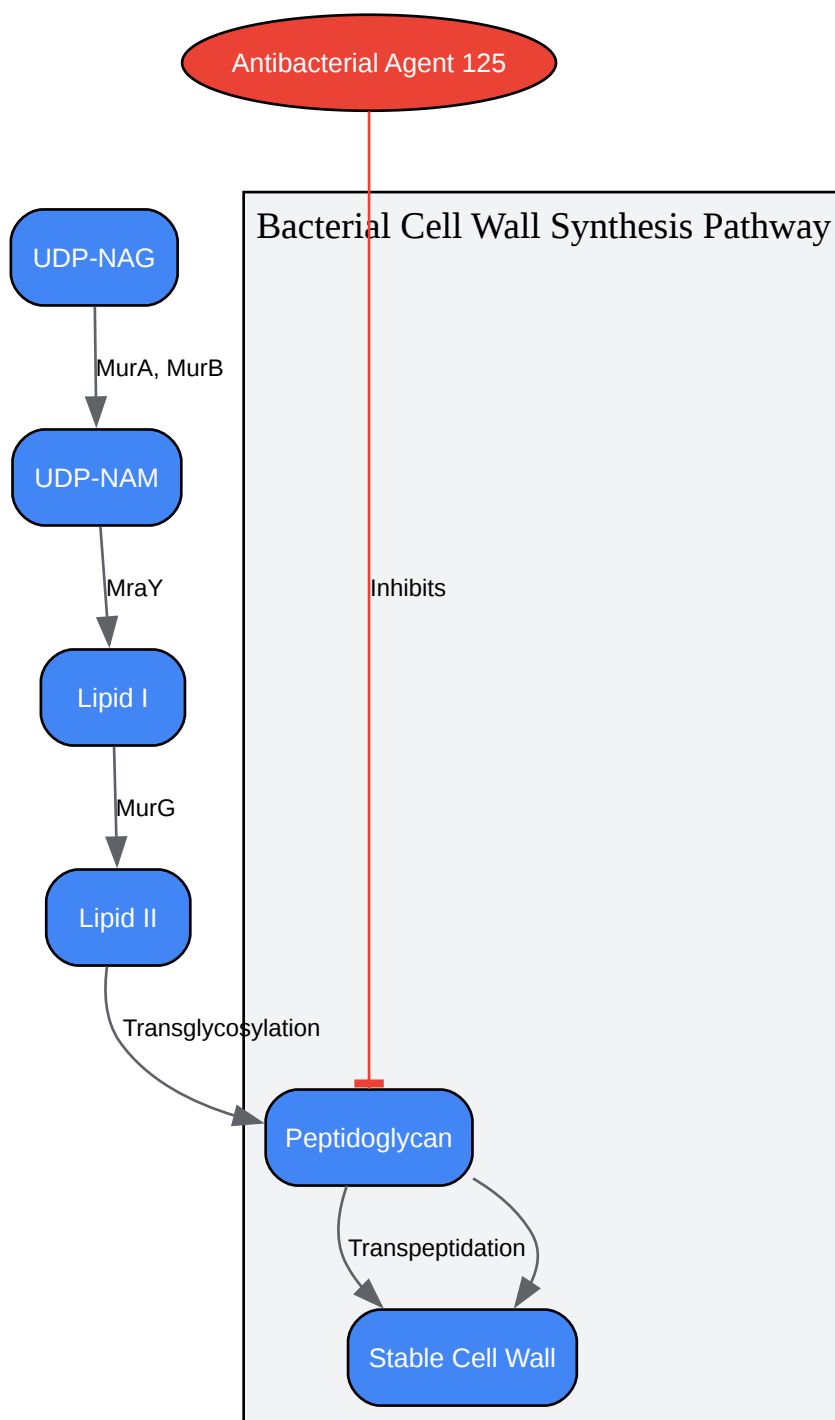 Antibacterial Agent 125
Bacterial Cell Wall Synthesis Pathway
UDP-NAG
MurA, MurB
UDP-NAM
MraY
Inhibits
Lipid I
MurG
Lipid II
Transglycosylation
Peptidoglycan
Transpeptidation
Stable Cell Wall